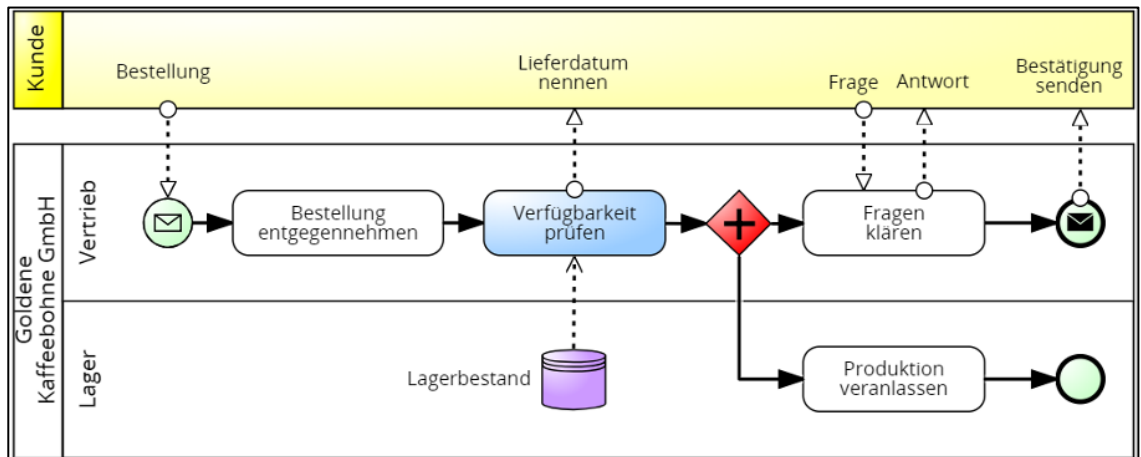 Kunde
Bestellung
Lieferdatum
nennen
Frage
Antwort
Bestätigung
senden
Goldene
Kaffeebohne GmbH
Vertrieb
Bestellung
entgegennehmen
Verfügbarkeit
prüfen
Fragen
klären
Lager
Lagerbestand
Produktion
veranlassen